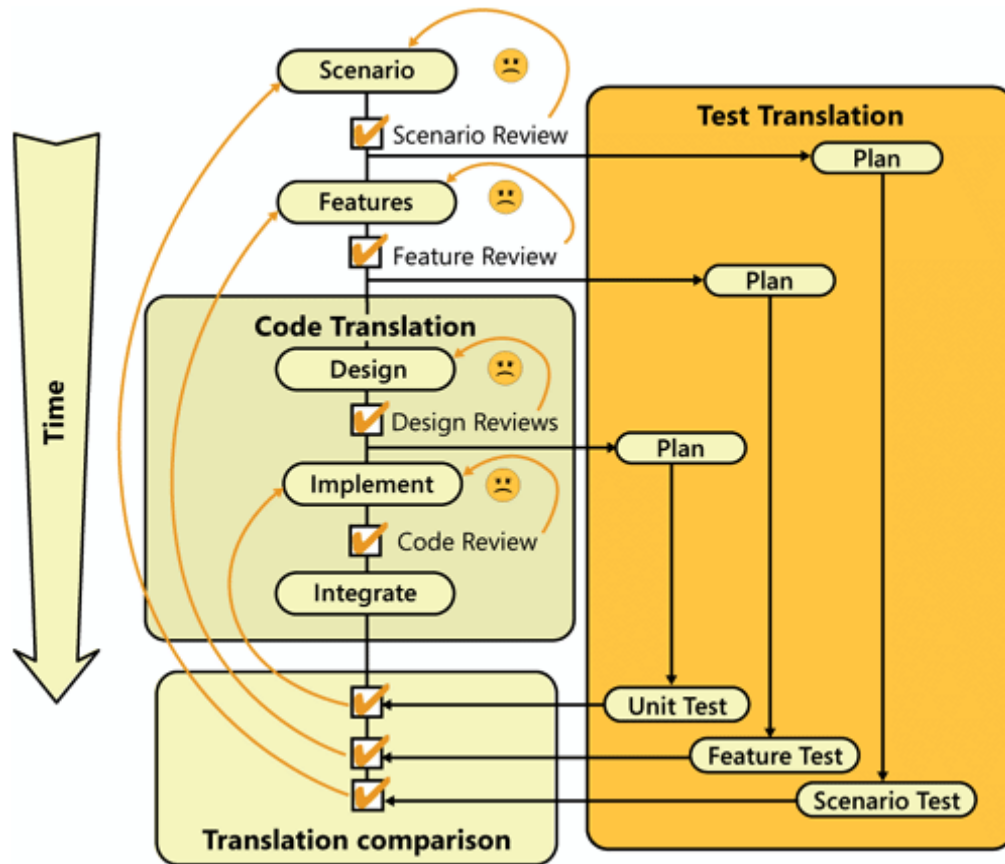 Scenario
Scenario Review
Test Translation
Plan
Features
Feature Review
Plan
Code Translation
Design
Design Reviews
Plan
Implement
Code Review
Integrate
Time
Unit Test
Feature Test
Scenario Test
Translation comparison